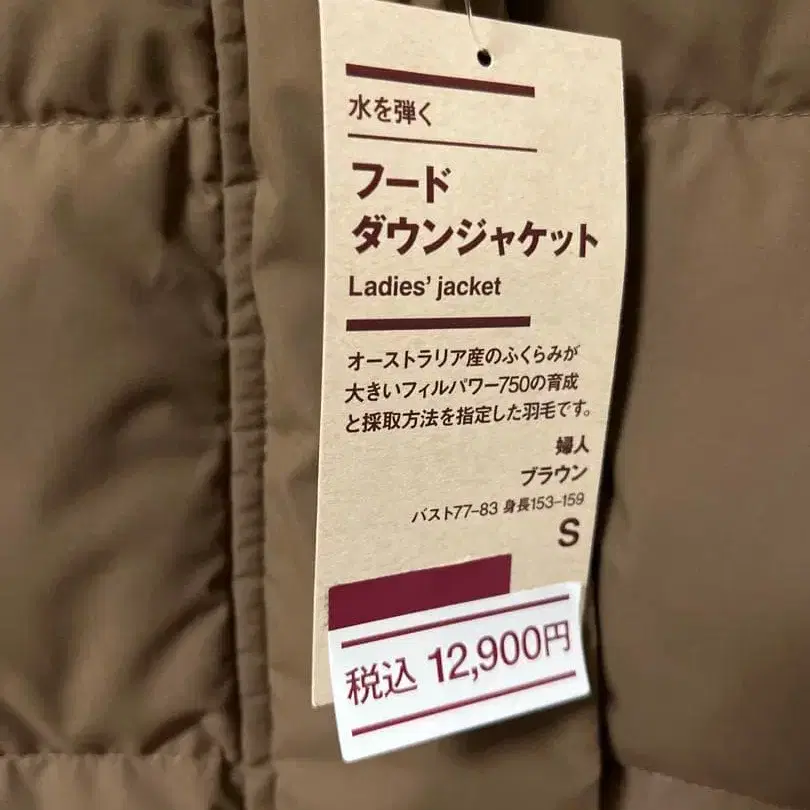 水を弾く
フード
ダウンジャケット
Ladies' jacket
オーストラリア産のふくらみが
大きいフィルパワー750の育成
と採取方法を指定した羽毛です。
婦人
ブラウン
バスト77-83 身長153-159
S
税込 12,900円